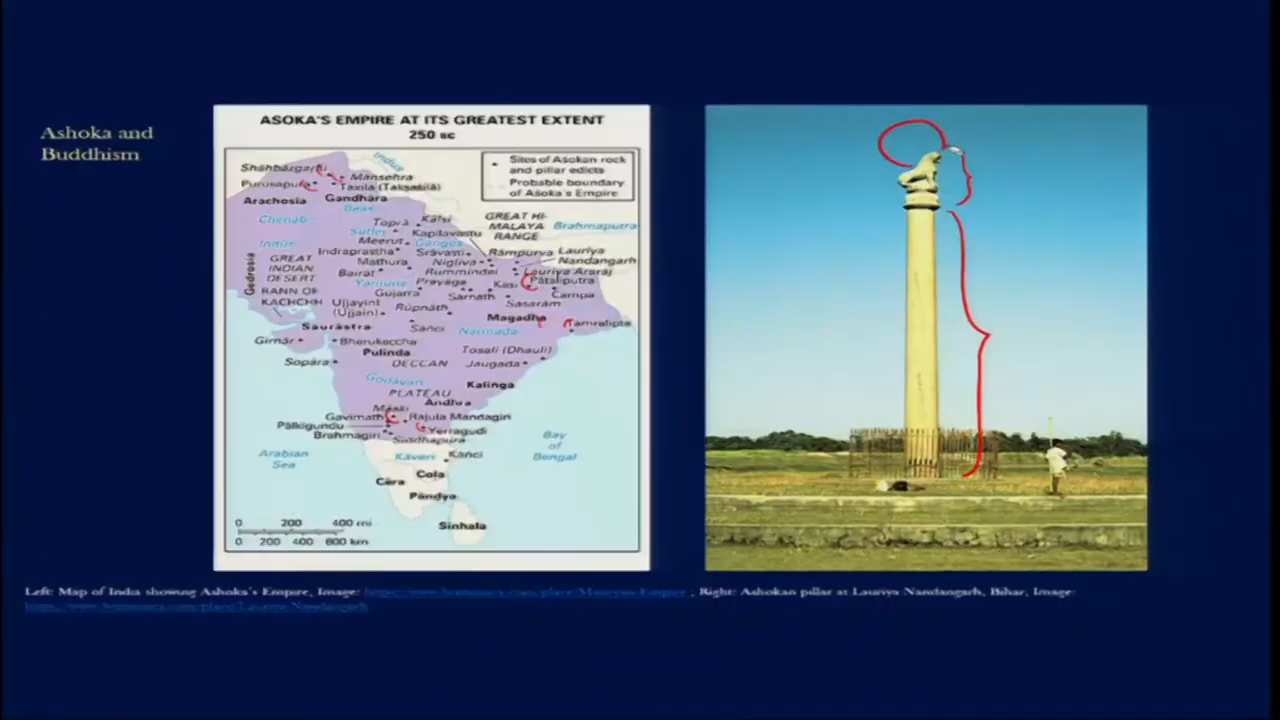 Ashoka and
Buddhism
ASOKA'S EMPIRE AT ITS GREATEST EXTENT
250 BC
Sites of Asokan rock
and pillar edicts
Probable boundary
of Asoka's Empire
Indus
Shahbazgarhi
Mansehra
Purusapura
Taxila (Taksasila)
Arachosia
Gandhara
Beas
Chenab
Topra
Kalsi
GREAT HI-
MALAYA
RANGE
Brahmaputra
Sutlej
Kapilavastu
Indus
Meerut
Ganga
Indraprastha
Sravasti
Rampurva
Lauriya
Nandangarh
Gedrosia
GREAT
INDIAN
DESERT
Mathura
Nigliva
Bairat
Rummindei
Lauriya Araraj
Yamuna
Prayaga
Kasi
Pataliputra
RANN OF
KACHCHH
Gujarra
Sarnath
Campa
Ujjayini
(Ujjain)
Rupnath
Sasaram
Magadha
Tamralipta
Saurastra
Sanci
Narmada
Girnar
Bherukaccha
Pulinda
Tosali (Dhauli)
Sopara
DECCAN
Jaugada
Godavari
Kalinga
PLATEAU
Andhra
Maski
Gavimath
Rajula Mandagiri
Palkigundu
Yerragudi
Brahmagiri
Siddhapura
Arabian
Sea
Kaveri
Kanci
Bay
of
Bengal
Cola
Cera
Pandya
Sinhala
0 200 400 mi
0 200 400 600 km
Left: Map of India showing Ashoka's Empire, Image: , Right: Ashokan pillar at Lauriya Nandangarh, Bihar, Image: